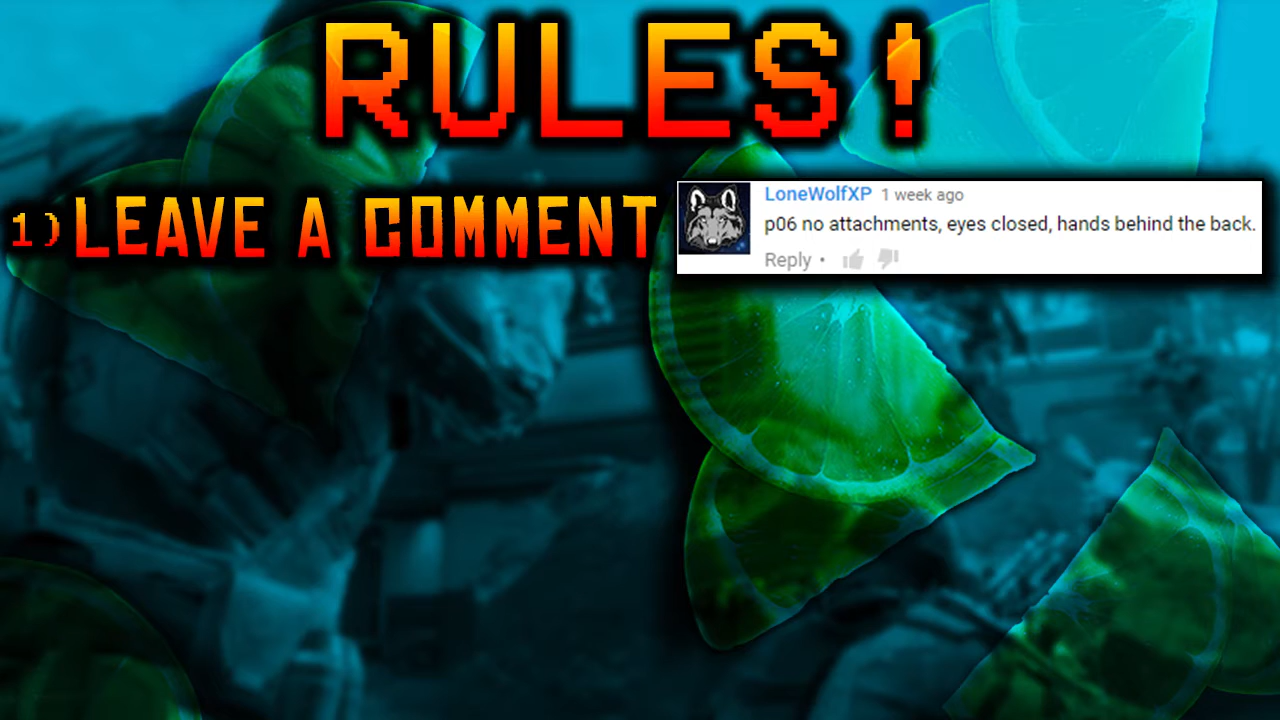 RULES!
1) LEAVE A COMMENT
LoneWolfXP 1 week ago
p06 no attachments, eyes closed, hands behind the back.
Reply •